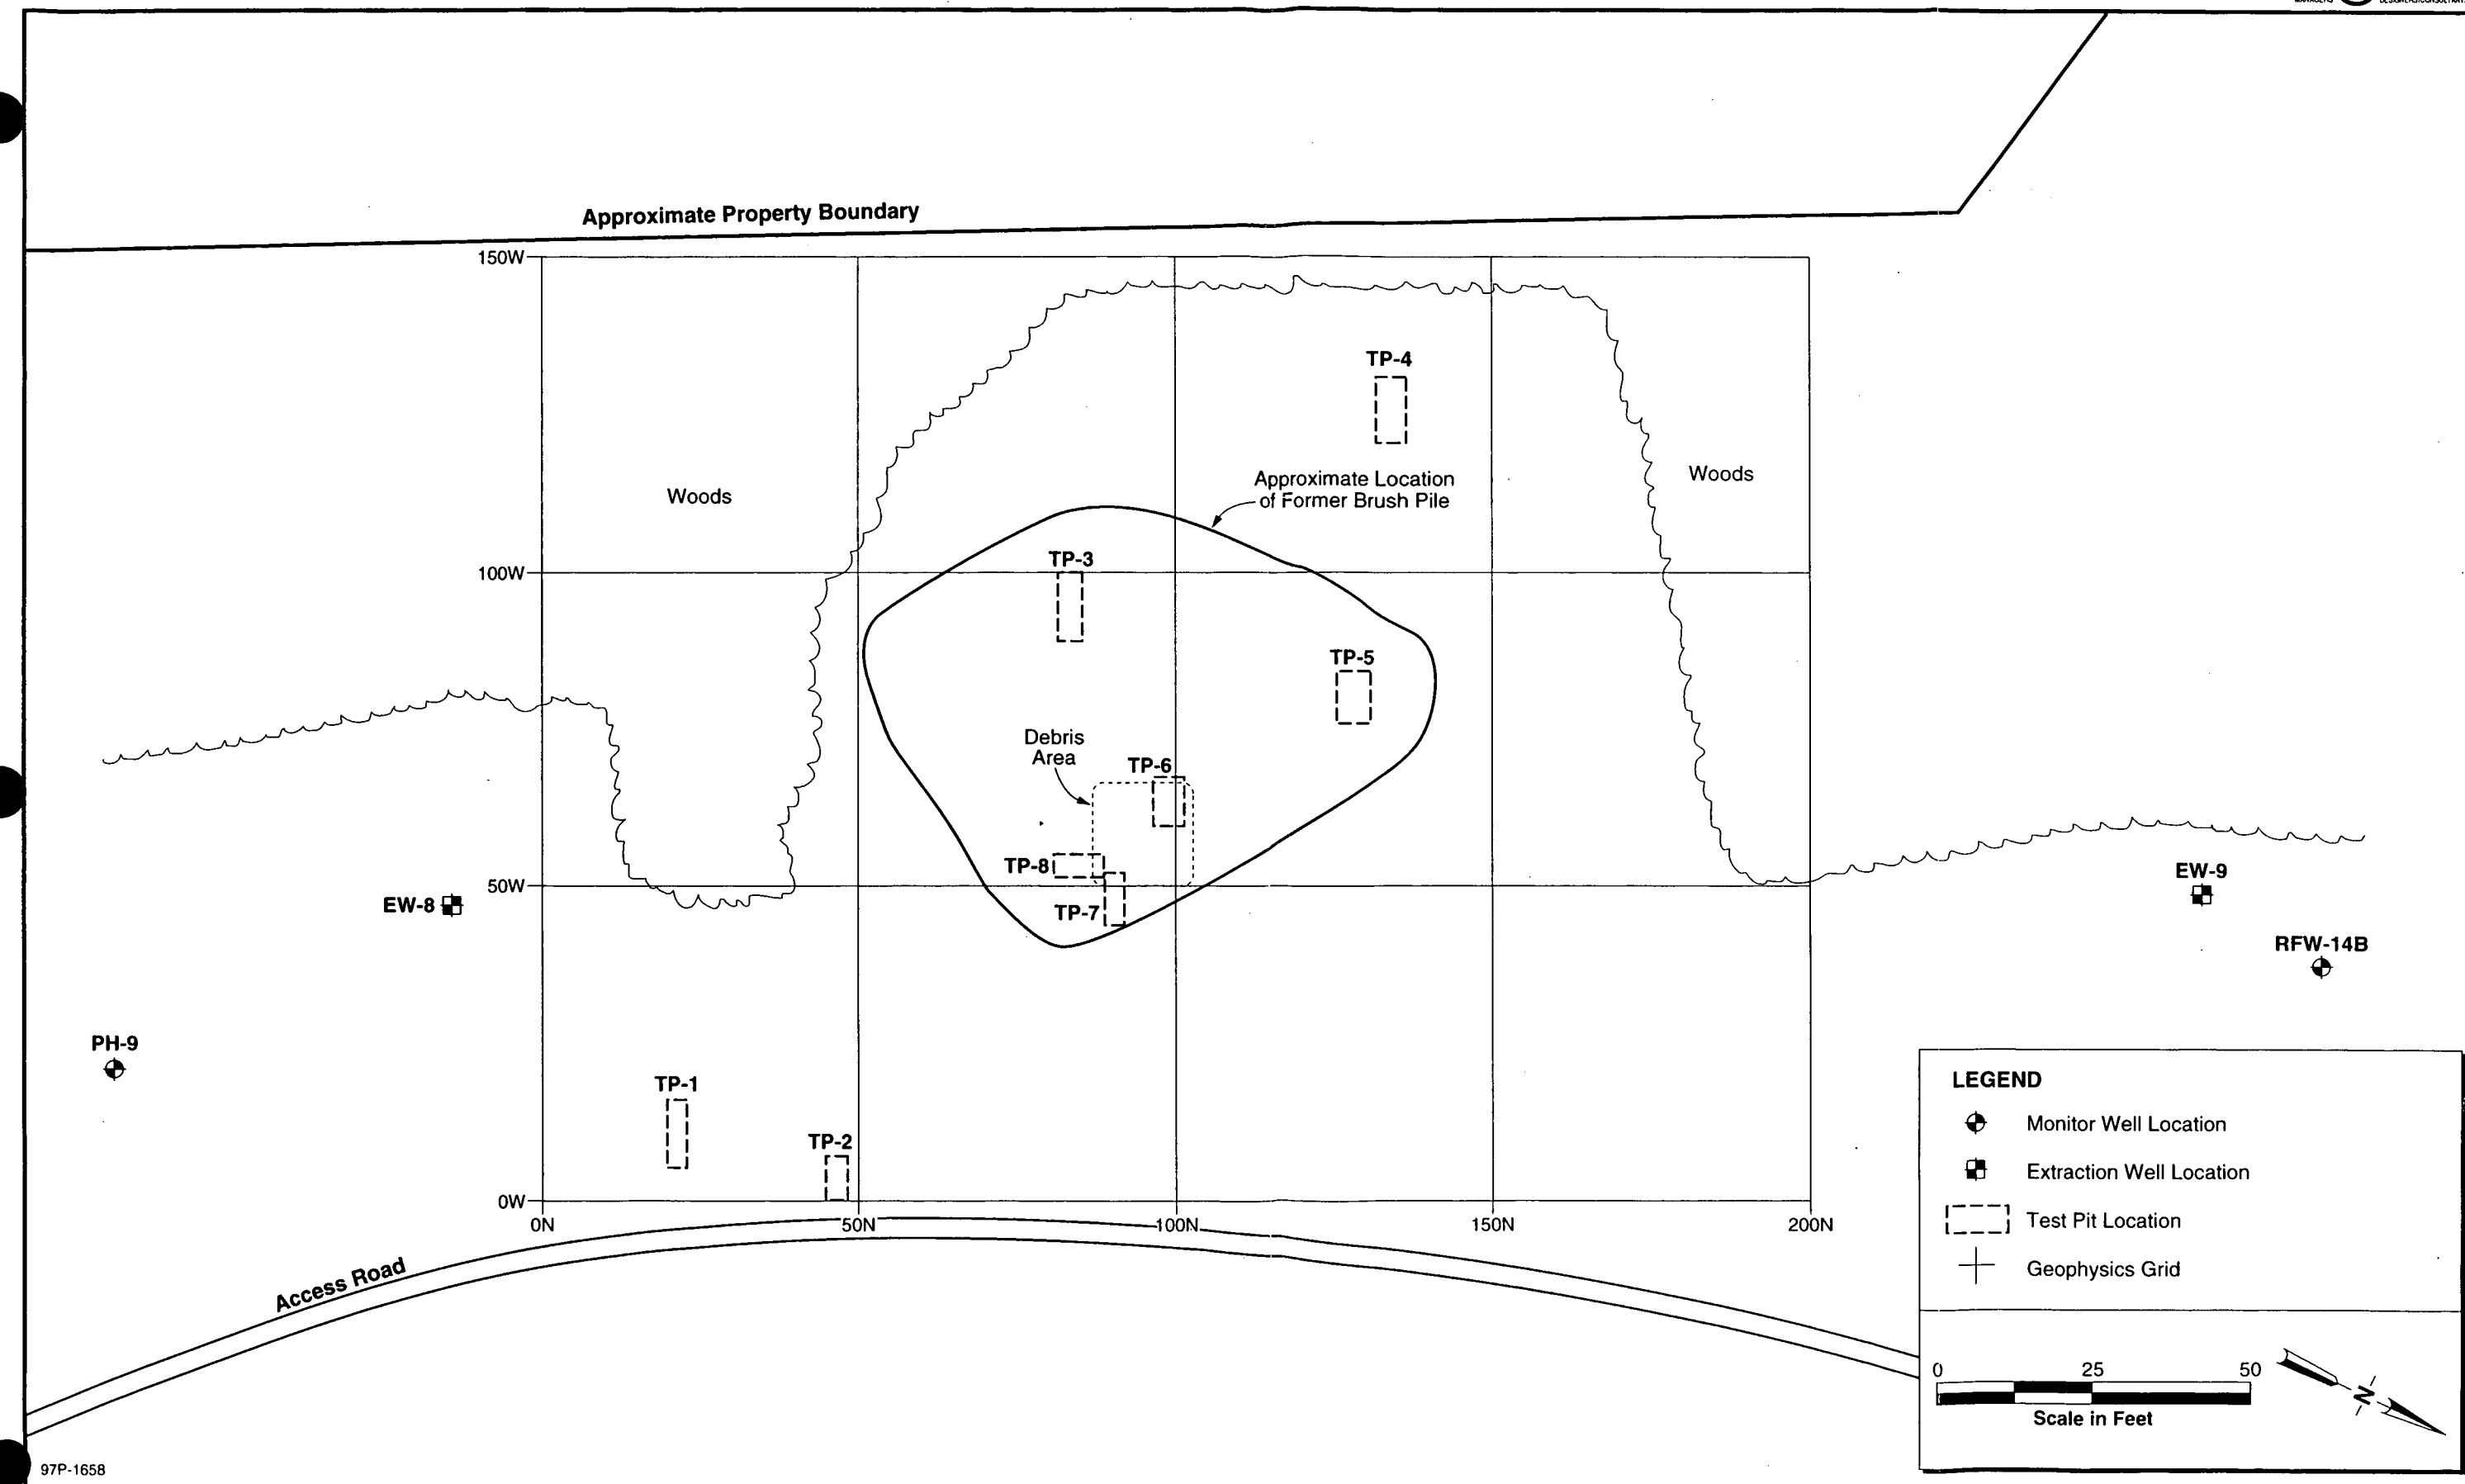 MANAGERS
DESIGNERS/CONSULTANTS
Approximate Property Boundary
150W
TP-4
Approximate Location
of Former Brush Pile
Woods
Woods
TP-3
100W
TP-5
Debris
Area
TP-6
TP-8
50W
EW-8
TP-7
EW-9
RFW-14B
PH-9
TP-1
TP-2
0W
0N
50N
100N
150N
200N
Access Road
LEGEND
Monitor Well Location
Extraction Well Location
Test Pit Location
Geophysics Grid
0 25 50
Scale in Feet
N
97P-1658